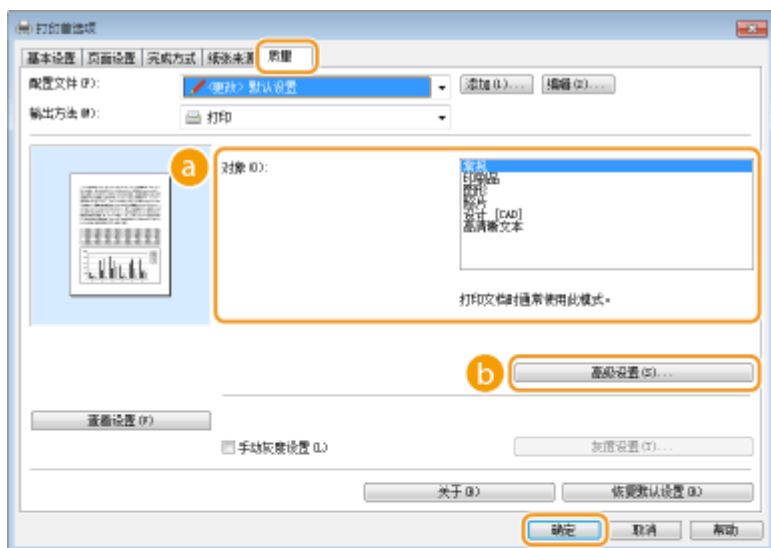 打印首选项
基本设置 页面设置 完成方式 纸张来源 质量
配置文件(F): <更改> 默认设置 添加(L)... 编辑(Z)...
输出方法(M): 打印
a 对象(O): 常规
印刷品
图形
照片
设计 [CAD]
高清晰文本
打印文档时通常使用此模式。
b 高级设置(S)...
查看设置(V)
手动灰度设置(L) 灰度设置(T)...
关于(B) 恢复默认设置(R)
确定 取消 帮助